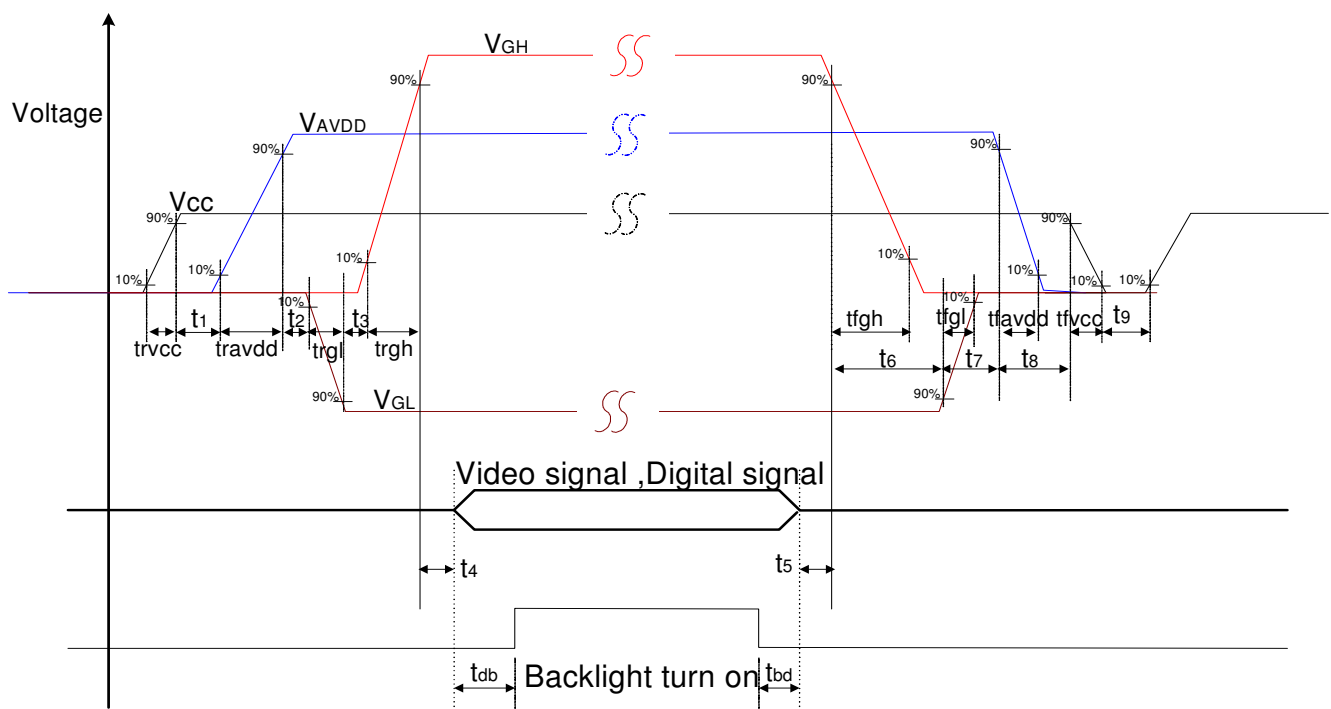 VGH
90%
90%
Voltage
VAVDD
90%
90%
Vcc
90%
90%
10%
10%
10%
10%
10%
10%
10%
10%
t1
t2
t3
trvcc
travdd
trgl
trgh
tfgh
tfgl
tfavdd
tfvcc
t9
t6
t7
t8
90%
VGL
90%
Video signal ,Digital signal
t4
t5
tdb
Backlight turn on
tbd